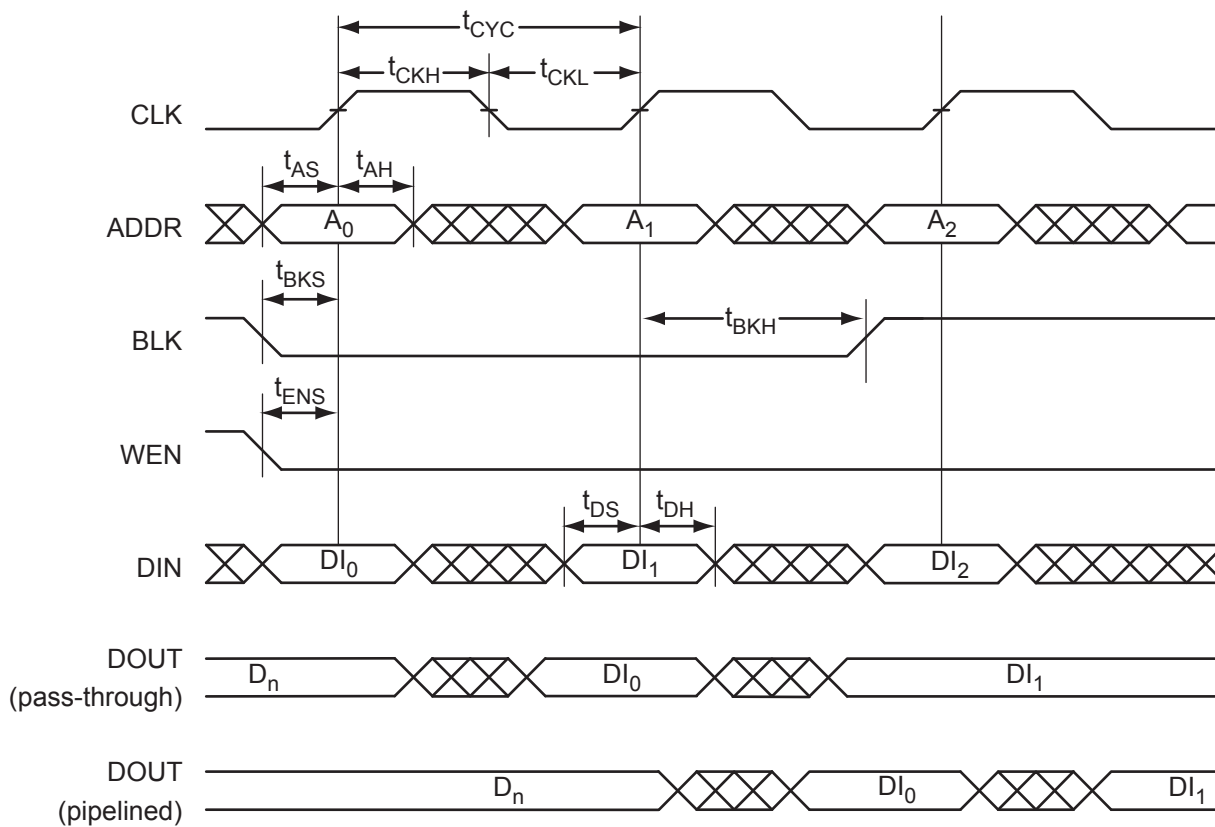 tCYC
tCKH tCKL
CLK
tAS tAH
ADDR A0 A1 A2
tBKS
BLK tBKH
tENS
WEN
tDS tDH
DIN DI0 DI1 DI2
DOUT
(pass-through) Dn DI0 DI1
DOUT
(pipelined) Dn DI0 DI1